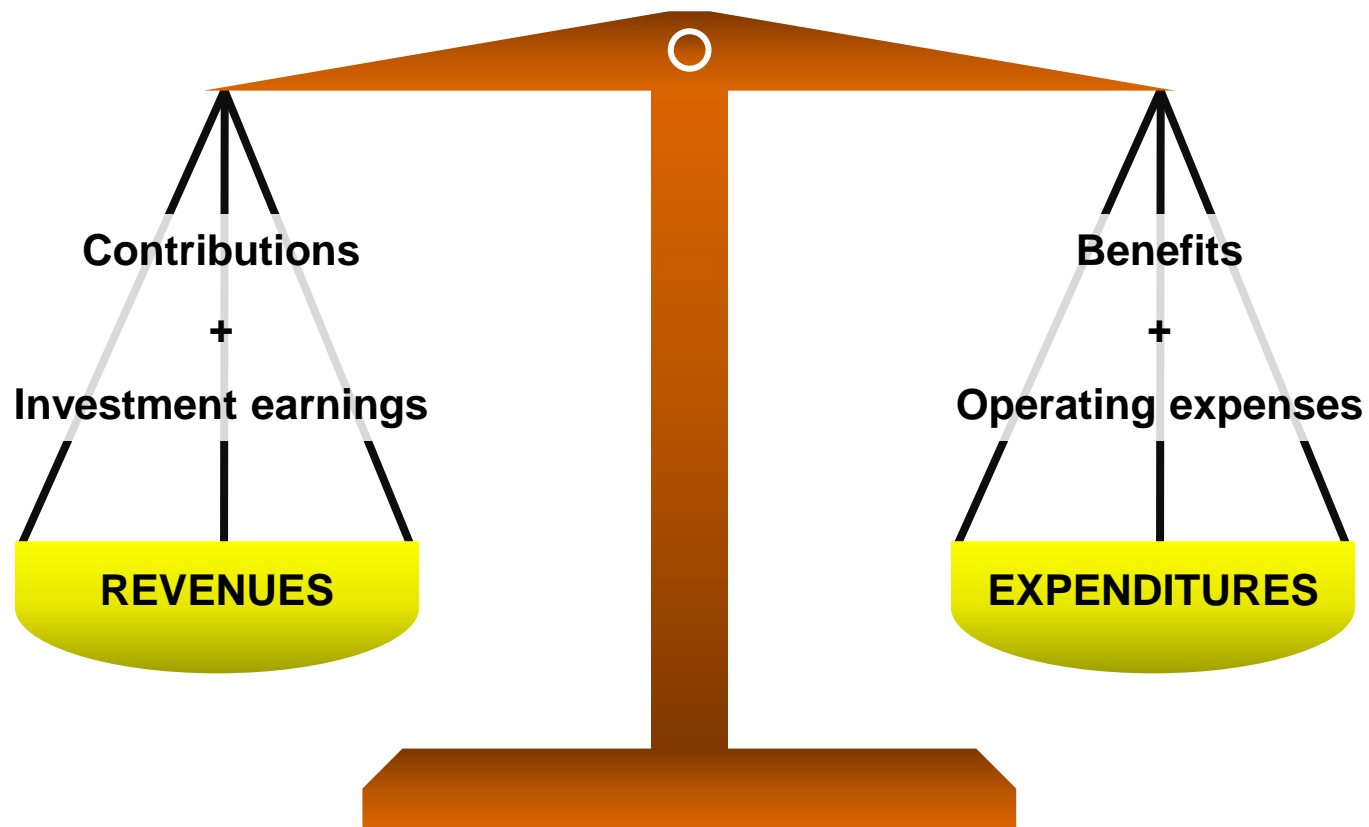 Contributions
+
Investment earnings
REVENUES
Benefits
+
Operating expenses
EXPENDITURES